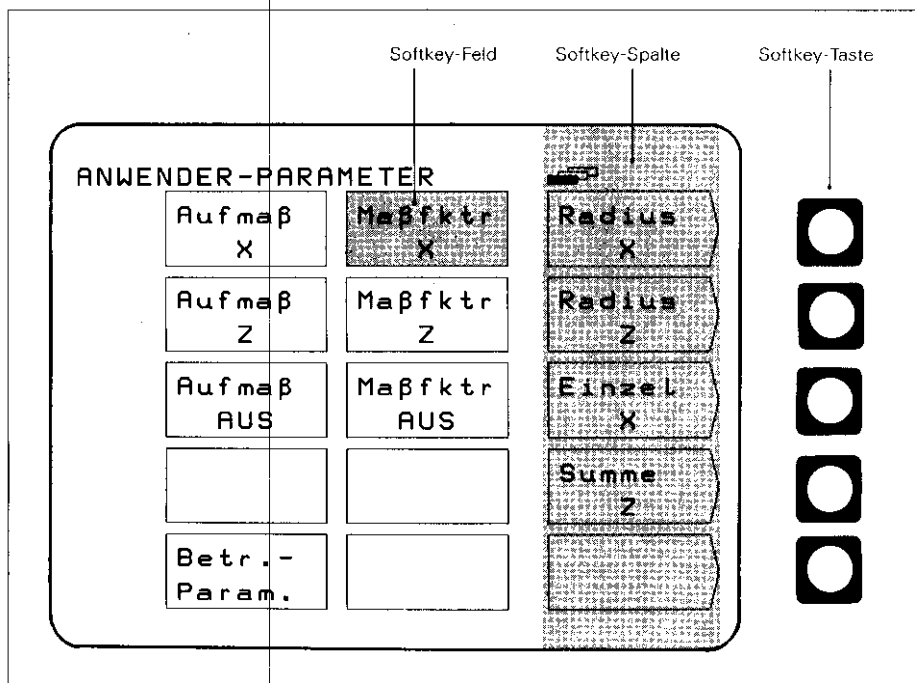 Softkey-Feld Softkey-Spalte Softkey-Taste
ANWENDER-PARAMETER
Aufmaß Maßfktr Radius
X X X
Aufmaß Maßfktr Radius
Z Z Z
Aufmaß Maßfktr Einzel
AUS AUS X
Summe
Z
Betr.-
Param.